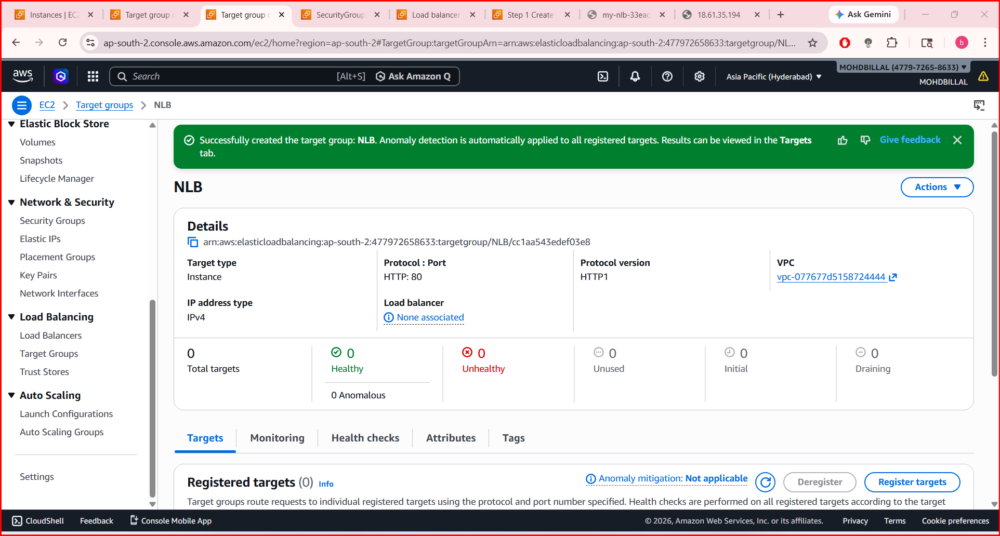 Instances | EC
Target group
Target group
SecurityGroup
Load balancer
Step 1 Create
my-nlb-33eac
18.61.35.194
Ask Gemini
ap-south-2.console.aws.amazon.com/ec2/home?region=ap-south-2#TargetGroup:targetGroupArn=arn:aws:elasticloadbalancing:ap-south-2:477972658633:targetgroup/NL...
b
aws
Search
[Alt+S]
Ask Amazon Q
Asia Pacific (Hyderabad)
MOHDBILLAL (4779-7265-8633)
MOHDBILLAL
EC2
Target groups
NLB
Elastic Block Store
Volumes
Snapshots
Lifecycle Manager
Network & Security
Security Groups
Elastic IPs
Placement Groups
Key Pairs
Network Interfaces
Load Balancing
Load Balancers
Target Groups
Trust Stores
Auto Scaling
Launch Configurations
Auto Scaling Groups
Settings
Successfully created the target group: NLB. Anomaly detection is automatically applied to all registered targets. Results can be viewed in the Targets
tab.
Give feedback
NLB
Actions
Details
arn:aws:elasticloadbalancing:ap-south-2:477972658633:targetgroup/NLB/cc1aa543edef03e8
Target type
Instance
Protocol : Port
HTTP: 80
Protocol version
HTTP1
VPC
vpc-077677d5158724444
IP address type
IPv4
Load balancer
None associated
0
Total targets
0
Healthy
0 Anomalous
0
Unhealthy
0
Unused
0
Initial
0
Draining
Targets
Monitoring
Health checks
Attributes
Tags
Registered targets (0) Info
Anomaly mitigation: Not applicable
Deregister
Register targets
Target groups route requests to individual registered targets using the protocol and port number specified. Health checks are performed on all registered targets according to the target
CloudShell
Feedback
Console Mobile App
© 2026, Amazon Web Services, Inc. or its affiliates.
Privacy
Terms
Cookie preferences